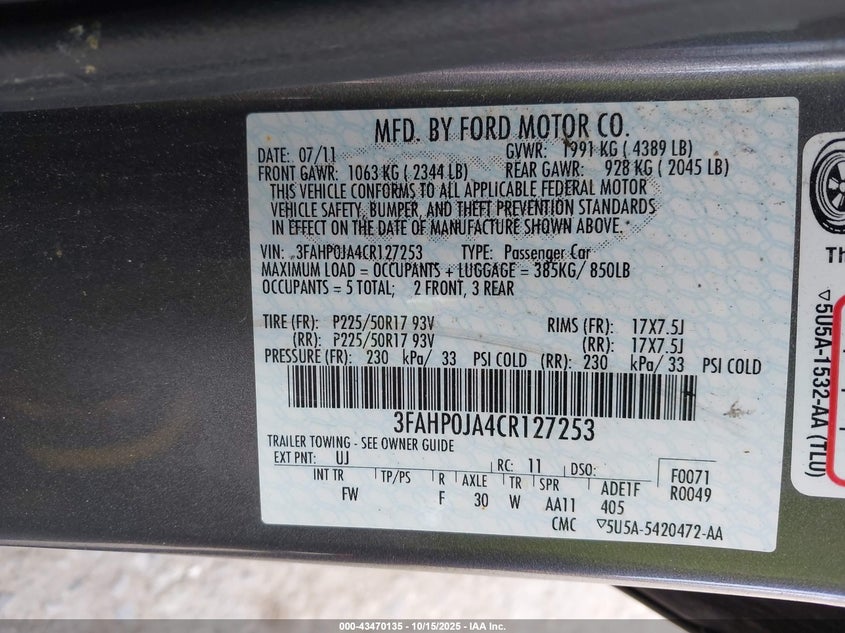 MFD. BY FORD MOTOR CO.
DATE: 07/11 GVWR: 1991 KG ( 4389 LB)
FRONT GAWR: 1063 KG ( 2344 LB) REAR GAWR: 928 KG ( 2045 LB)
THIS VEHICLE CONFORMS TO ALL APPLICABLE FEDERAL MOTOR
VEHICLE SAFETY, BUMPER, AND THEFT PREVENTION STANDARDS
IN EFFECT ON THE DATE OF MANUFACTURE SHOWN ABOVE.
VIN: 3FAHP0JA4CR127253 TYPE: Passenger Car
MAXIMUM LOAD = OCCUPANTS + LUGGAGE = 385KG/ 850LB
OCCUPANTS = 5 TOTAL; 2 FRONT, 3 REAR
TIRE (FR): P225/50R17 93V RIMS (FR): 17X7.5J
(RR): P225/50R17 93V (RR): 17X7.5J
PRESSURE (FR): 230 kPa/ 33 PSI COLD (RR): 230 kPa/ 33 PSI COLD
3FAHP0JA4CR127253
TRAILER TOWING - SEE OWNER GUIDE
EXT PNT: UJ RC: 11 DSO: F0071
INT TR TP/PS R AXLE TR SPR ADE1F R0049
FW F 30 W AA11 405
CMC ▽5U5A-5420472-AA
Th
▽5U5A-1532-AA (TLU)
000-43470135 - 10/15/2025 - IAA Inc.